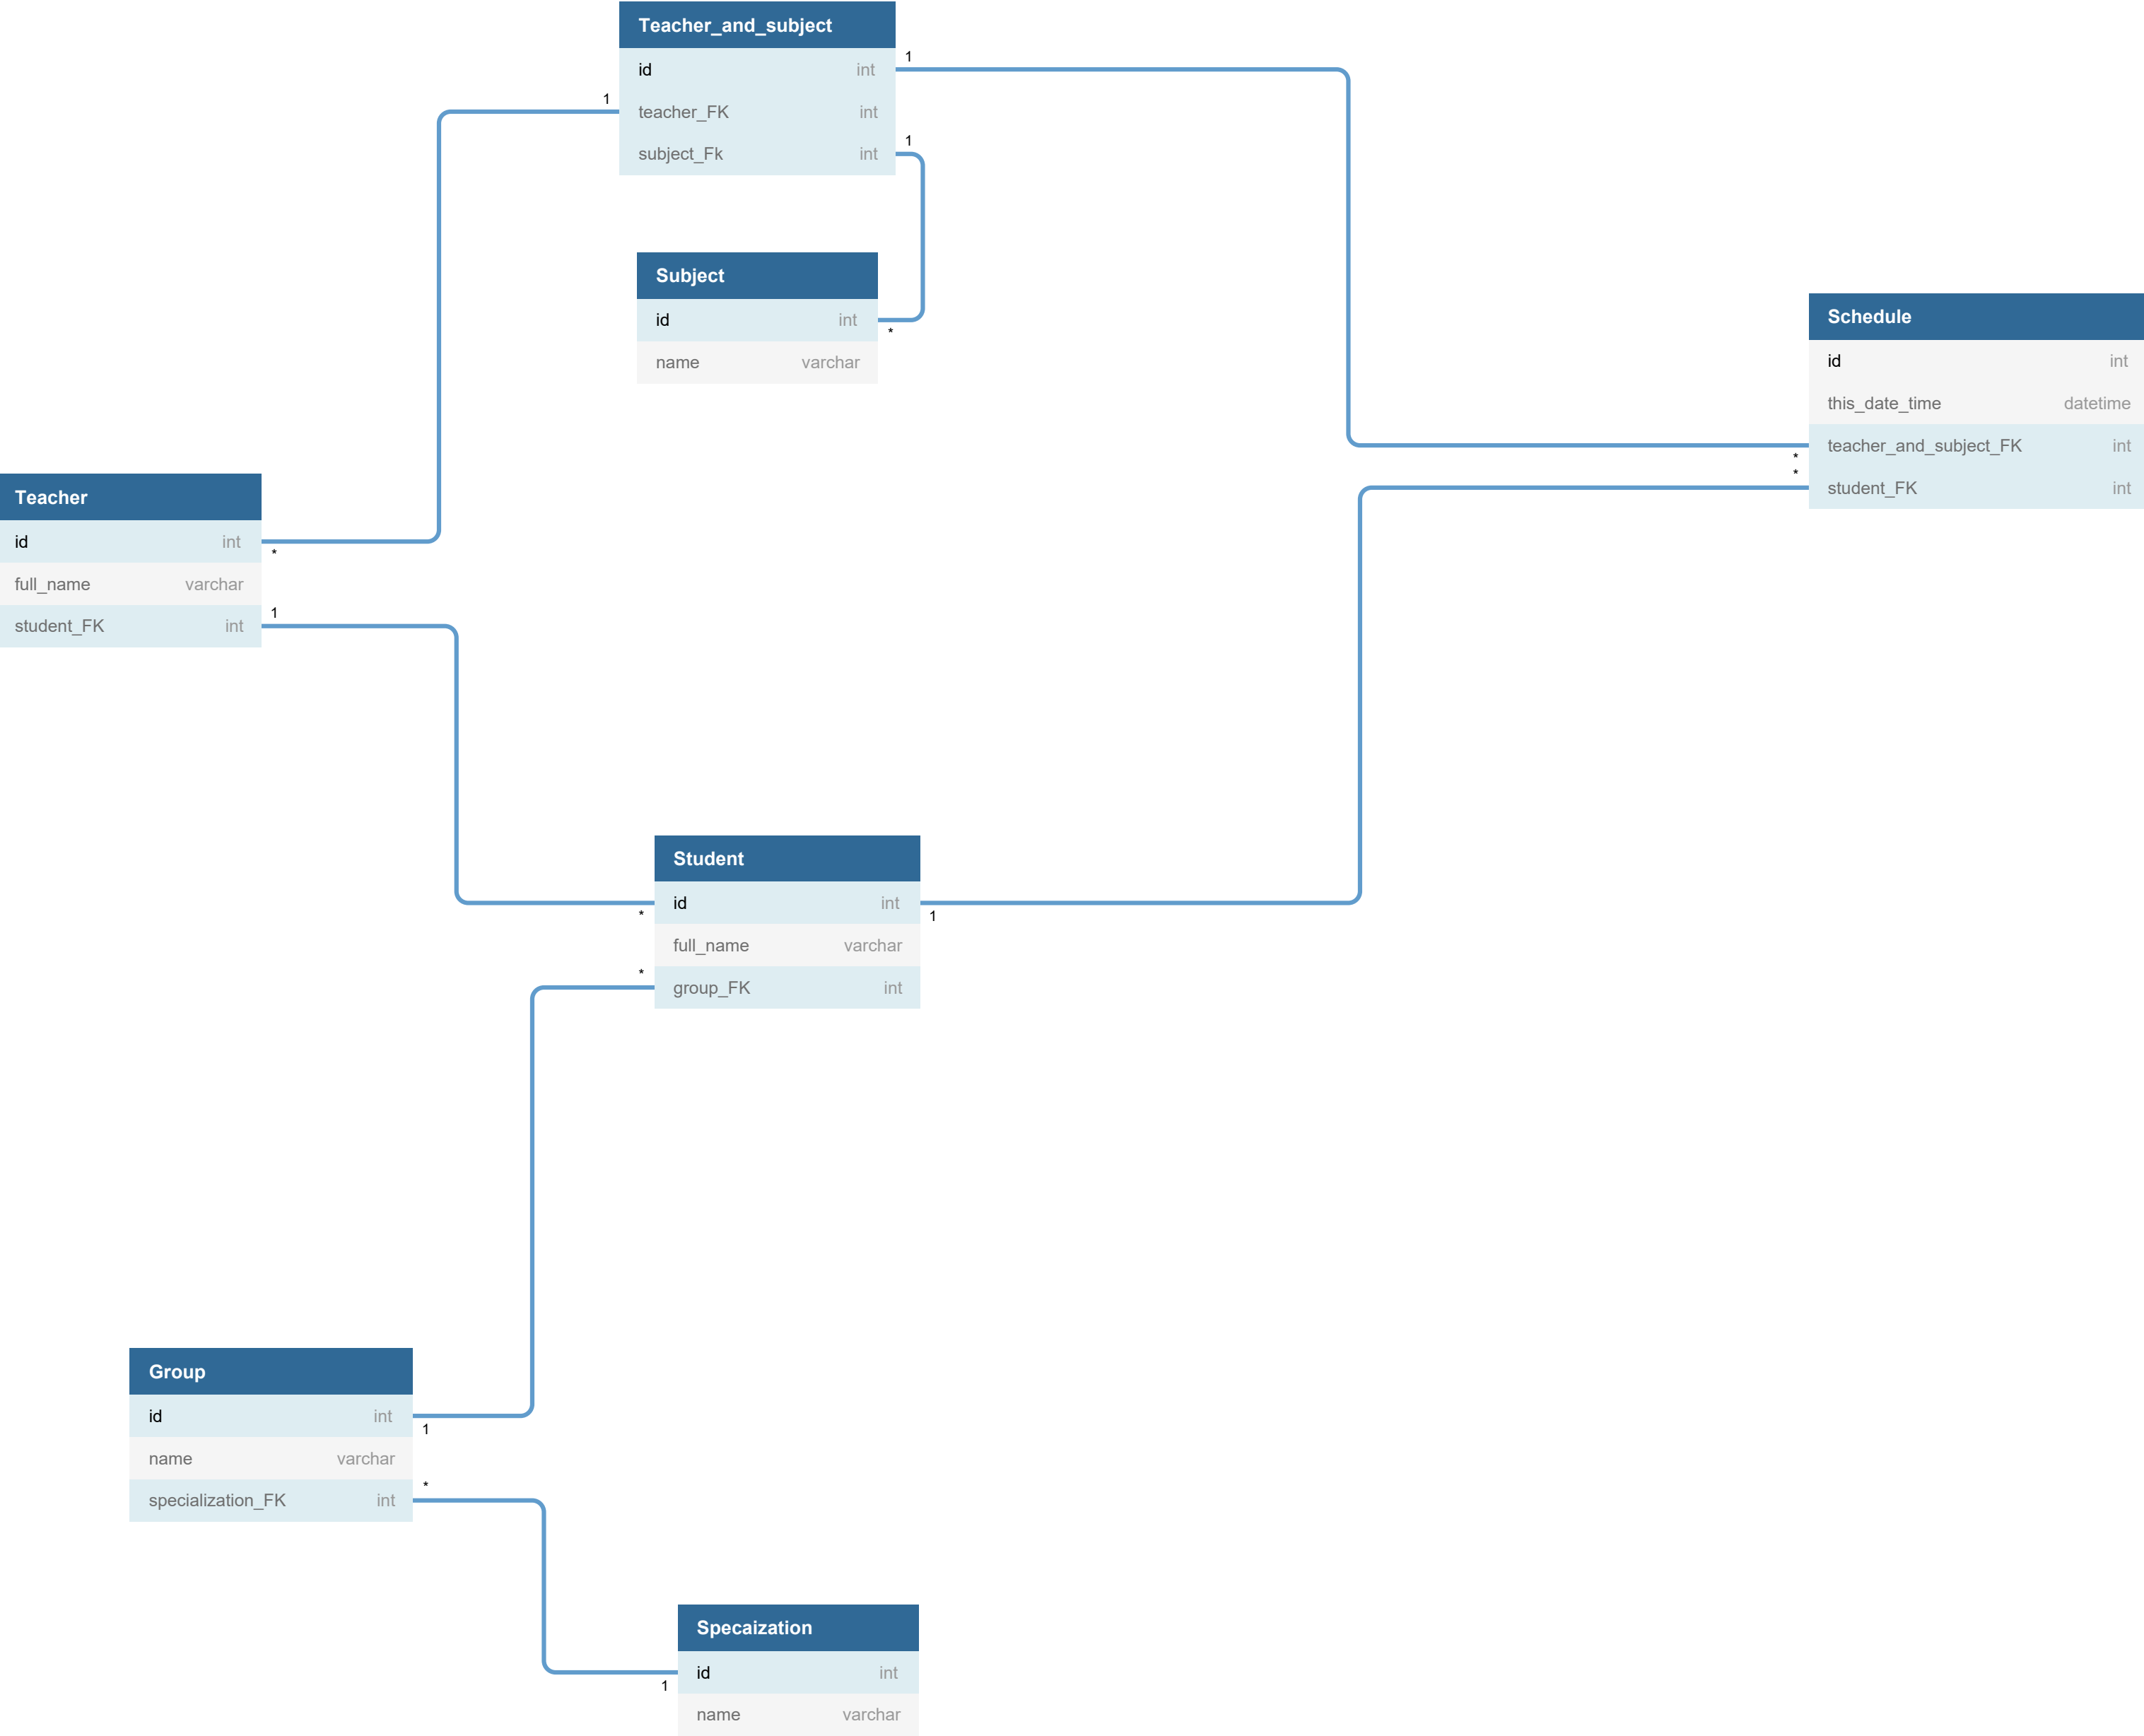 Teacher_and_subject
id int
teacher_FK int
subject_Fk int
1
1
1
Subject
id int
name varchar
*
Schedule
id int
this_date_time datetime
teacher_and_subject_FK int
student_FK int
*
*
Teacher
id int
full_name varchar
student_FK int
*
1
Student
id int
full_name varchar
group_FK int
*
1
*
Group
id int
name varchar
specialization_FK int
1
*
Specaization
id int
name varchar
1